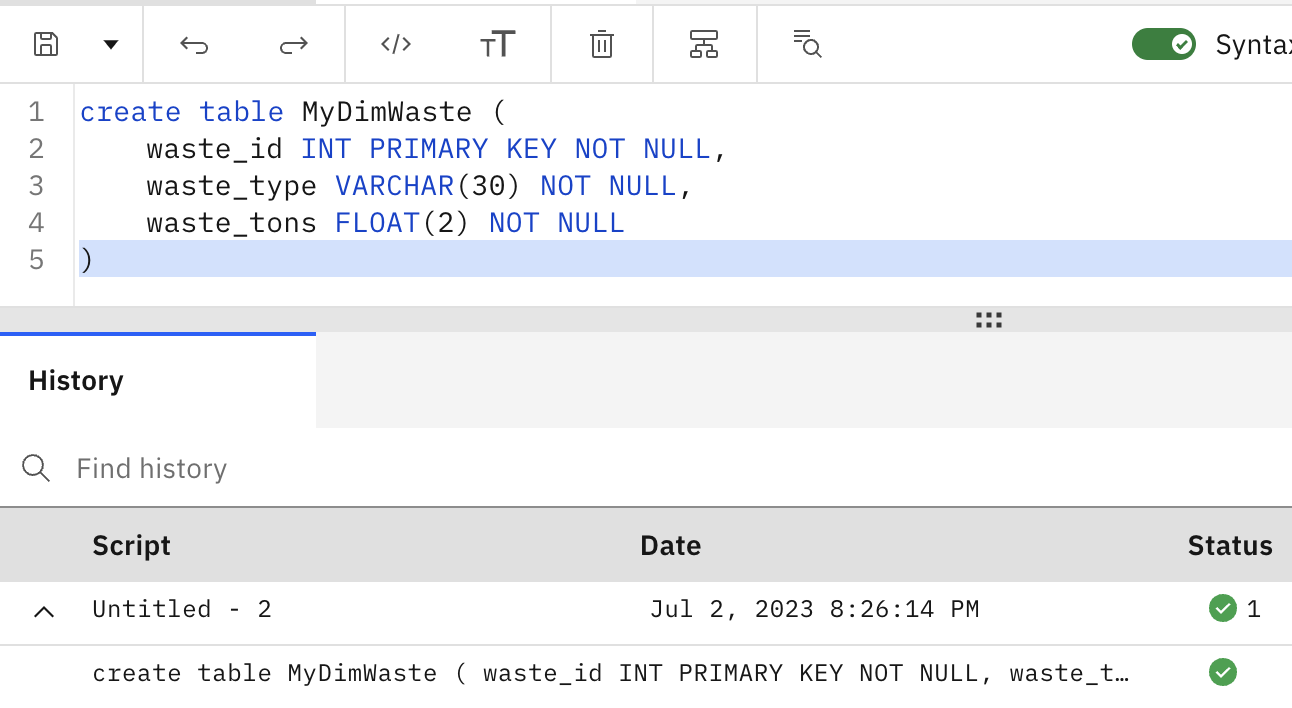 Syntax
1 create table MyDimWaste (
2 waste_id INT PRIMARY KEY NOT NULL,
3 waste_type VARCHAR(30) NOT NULL,
4 waste_tons FLOAT(2) NOT NULL
5 )
History
Find history
Script Date Status
Untitled - 2 Jul 2, 2023 8:26:14 PM 1
create table MyDimWaste ( waste_id INT PRIMARY KEY NOT NULL, waste_t…